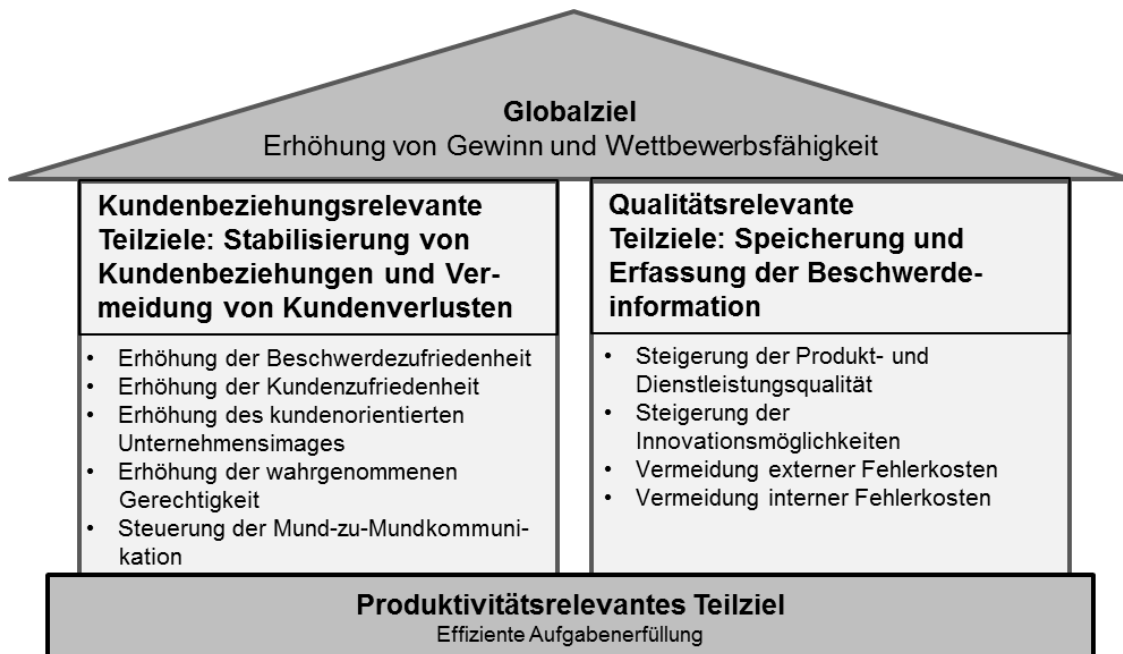 Globalziel
Erhöhung von Gewinn und Wettbewerbsfähigkeit
Kundenbeziehungsrelevante
Teilziele: Stabilisierung von
Kundenbeziehungen und Ver-
meidung von Kundenverlusten
• Erhöhung der Beschwerdezufriedenheit
• Erhöhung der Kundenzufriedenheit
• Erhöhung des kundenorientierten
Unternehmensimages
• Erhöhung der wahrgenommenen
Gerechtigkeit
• Steuerung der Mund-zu-Mundkommuni-
kation
Qualitätsrelevante
Teilziele: Speicherung und
Erfassung der Beschwerde-
information
• Steigerung der Produkt- und
Dienstleistungsqualität
• Steigerung der
Innovationsmöglichkeiten
• Vermeidung externer Fehlerkosten
• Vermeidung interner Fehlerkosten
Produktivitätsrelevantes Teilziel
Effiziente Aufgabenerfüllung